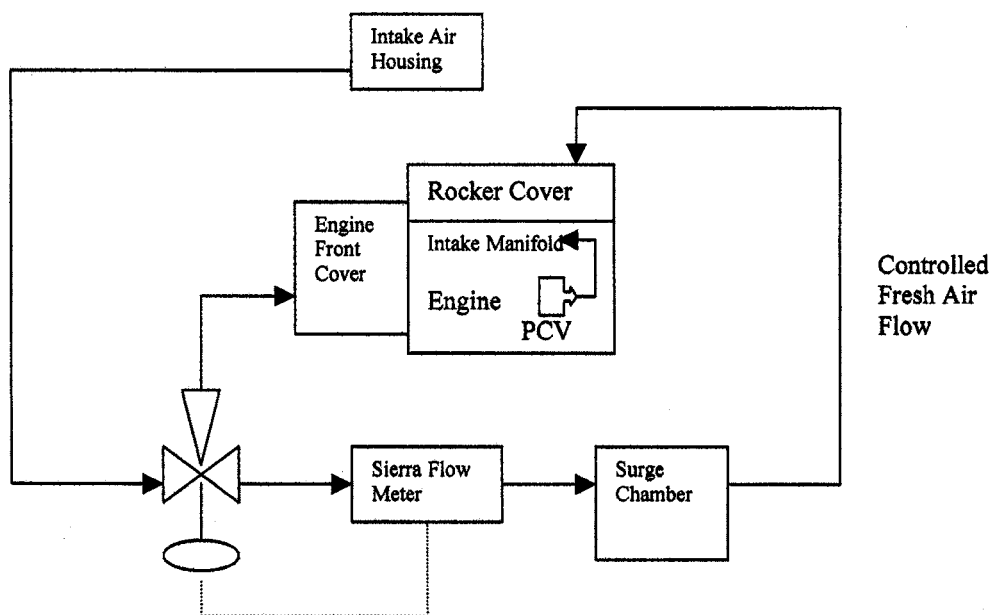 Intake Air
Housing
Rocker Cover
Engine
Front
Cover
Intake Manifold
Engine
PCV
Controlled
Fresh Air
Flow
Sierra Flow
Meter
Surge
Chamber